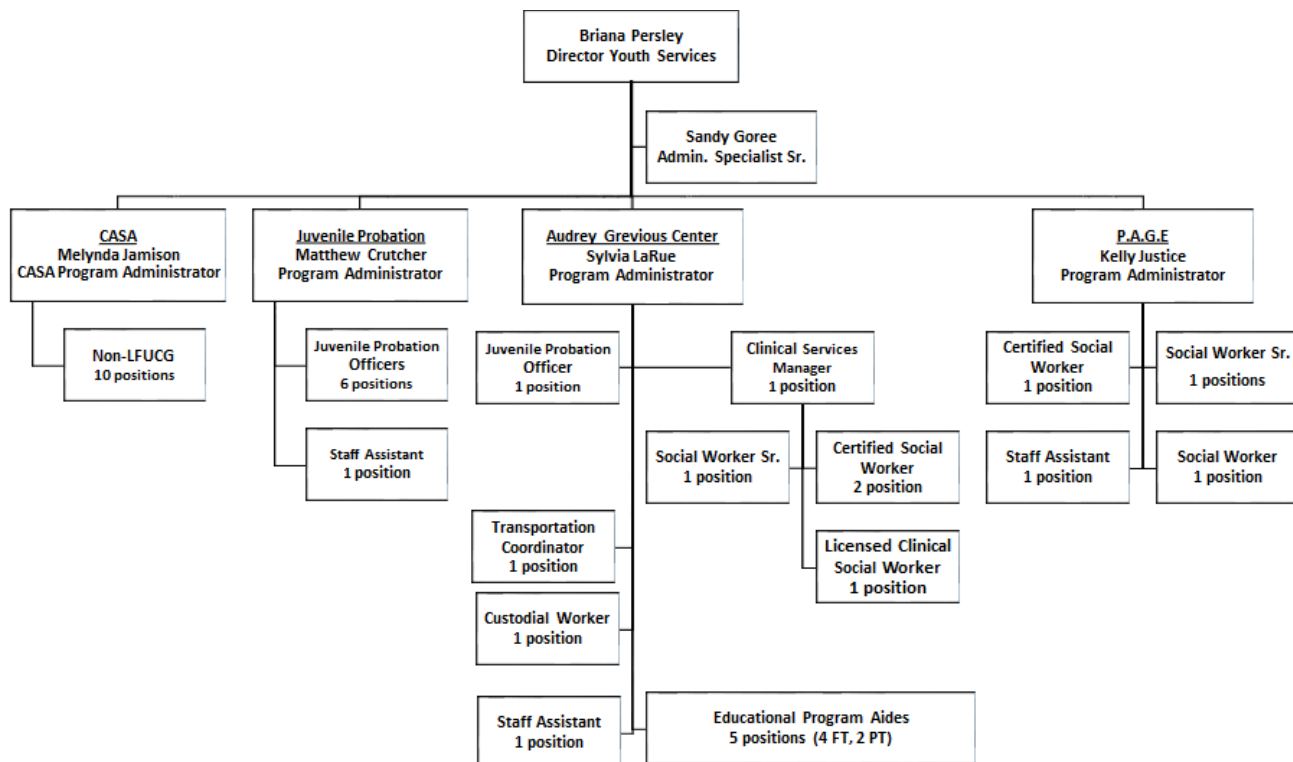 Briana Persley
Director Youth Services
Sandy Goree
Admin. Specialist Sr.
CASA
Melynda Jamison
CASA Program Administrator
Juvenile Probation
Matthew Crutcher
Program Administrator
Audrey Grevious Center
Sylvia LaRue
Program Administrator
P.A.G.E
Kelly Justice
Program Administrator
Non-LFUCG
10 positions
Juvenile Probation
Officers
6 positions
Staff Assistant
1 position
Juvenile Probation
Officer
1 position
Clinical Services
Manager
1 position
Social Worker Sr.
1 position
Certified Social
Worker
2 position
Licensed Clinical
Social Worker
1 position
Transportation
Coordinator
1 position
Custodial Worker
1 position
Staff Assistant
1 position
Educational Program Aides
5 positions (4 FT, 2 PT)
Certified Social
Worker
1 position
Social Worker Sr.
1 positions
Staff Assistant
1 position
Social Worker
1 position